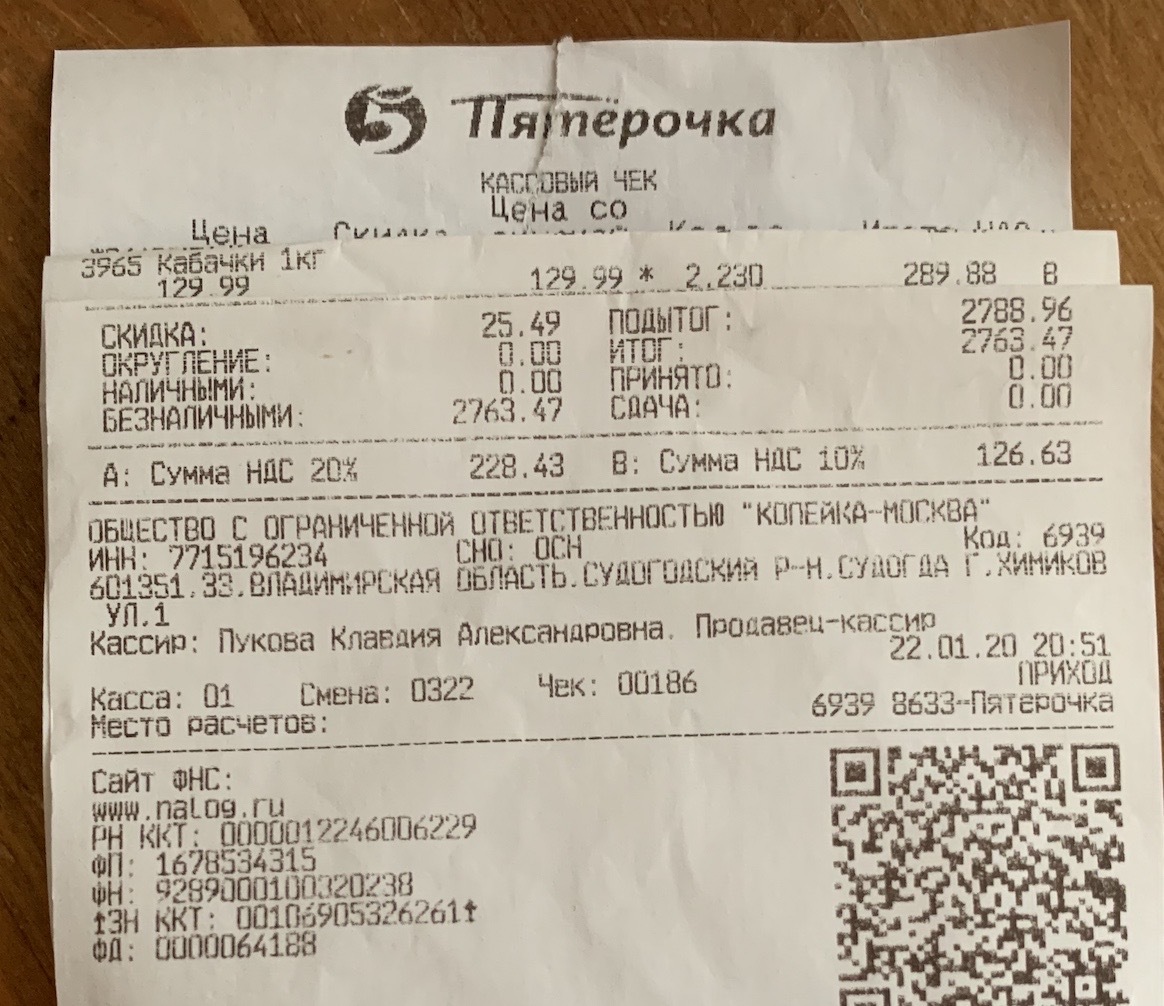 5 Пятёрочка
КАССОВЫЙ ЧЕК
Цена со
Цена Скидка
3965 Кабачки 1кг
129.99 129.99 * 2.230 289.88 В
СКИДКА: 25.49 ПОДЫТОГ: 2788.96
ОКРУГЛЕНИЕ: 0.00 ИТОГ: 2763.47
НАЛИЧНЫМИ: 0.00 ПРИНЯТО: 0.00
БЕЗНАЛИЧНЫМИ: 2763.47 СДАЧА: 0.00
А: Сумма НДС 20% 228.43 В: Сумма НДС 10% 126.63
ОБЩЕСТВО С ОГРАНИЧЕННОЙ ОТВЕТСТВЕННОСТЬЮ "КОПЕЙКА-МОСКВА"
ИНН: 7715196234 СНО: ОСН Код: 6939
601351.33.ВЛАДИМИРСКАЯ ОБЛАСТЬ.СУДОГОДСКИЙ Р-Н.СУДОГДА Г.ХИМИКОВ
УЛ.1
Кассир: Пукова Клавдия Александровна. Продавец-кассир
22.01.20 20:51
ПРИХОД
Касса: 01 Смена: 0322 Чек: 00186
Место расчетов: 6939 8633-Пятерочка
Сайт ФНС:
www.nalog.ru
РН ККТ: 0000012246006229
ФП: 1678534315
ФН: 9289000100320238
↑ЗН ККТ: 00106905326261↑
ФД: 0000064188